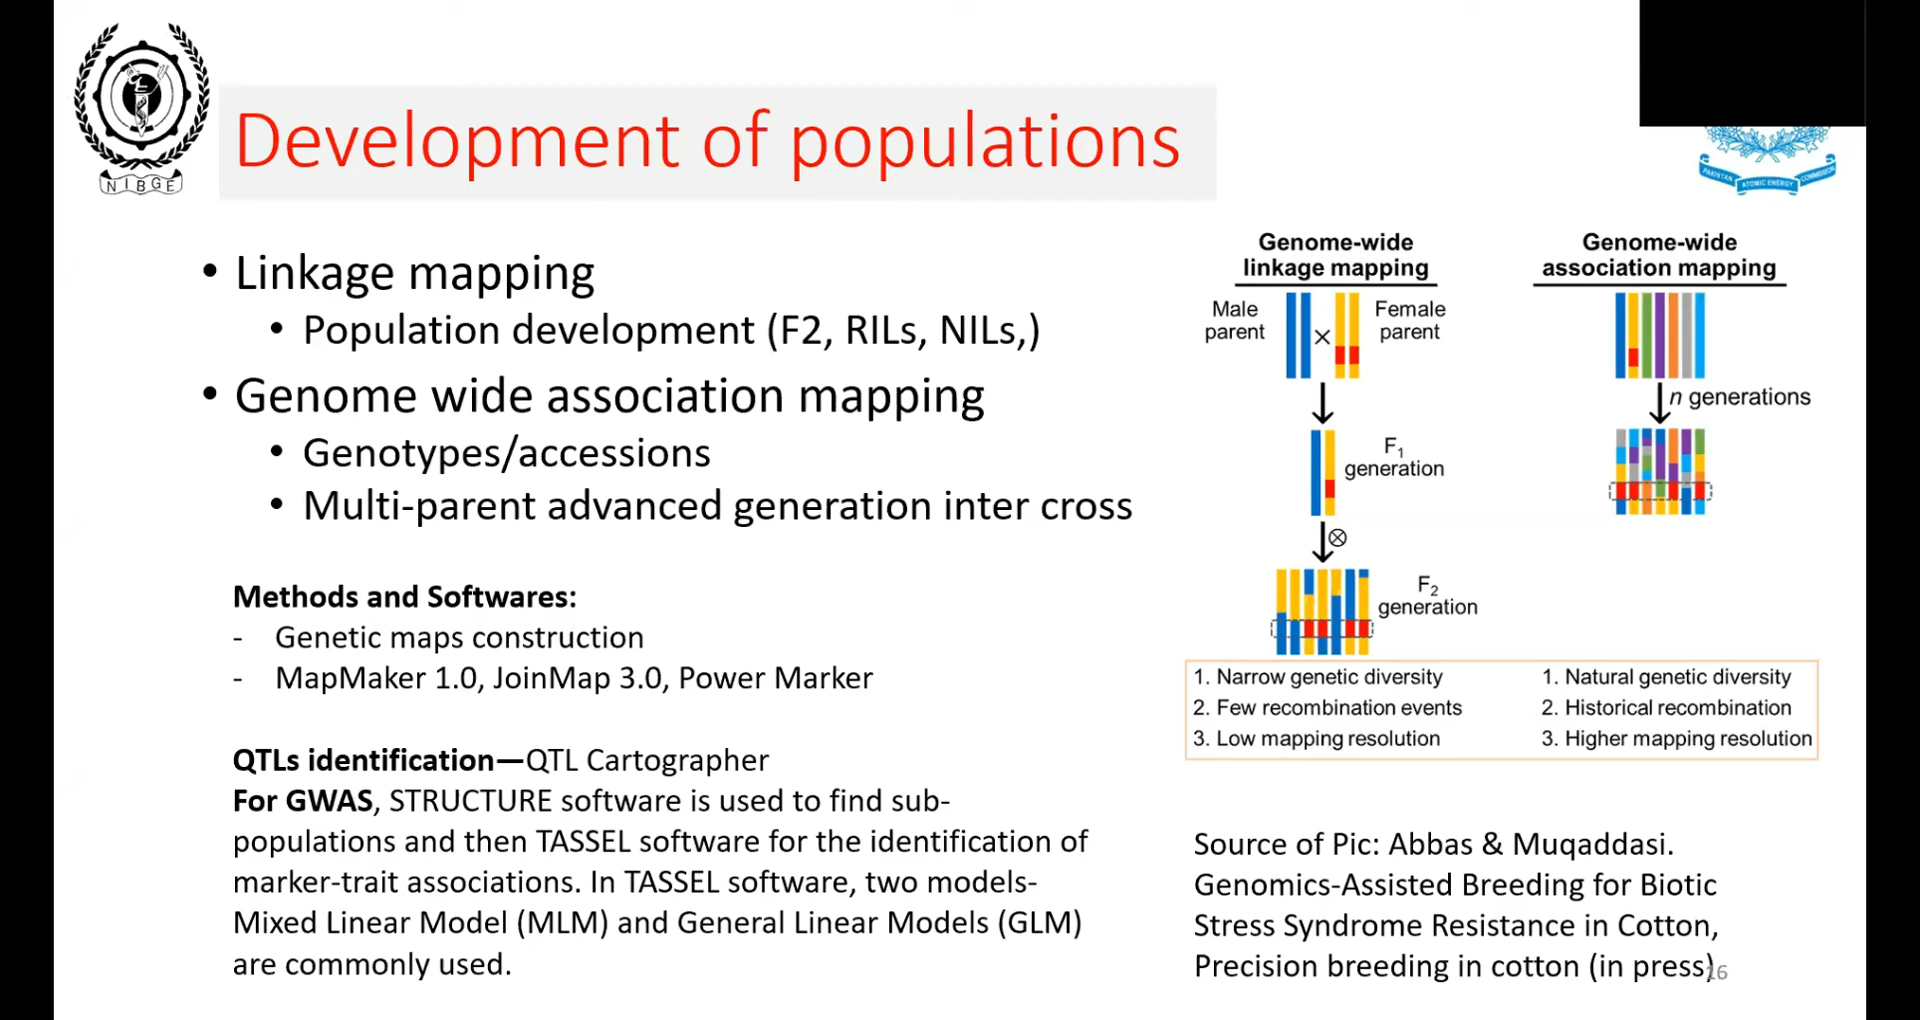 NIBGE
PAKISTAN ATOMIC ENERGY COMMISSION
Development of populations
• Linkage mapping
• Population development (F2, RILs, NILs,)
• Genome wide association mapping
• Genotypes/accessions
• Multi-parent advanced generation inter cross
Methods and Softwares:
- Genetic maps construction
- MapMaker 1.0, JoinMap 3.0, Power Marker
QTLs identification—QTL Cartographer
For GWAS, STRUCTURE software is used to find sub-
populations and then TASSEL software for the identification of
marker-trait associations. In TASSEL software, two models-
Mixed Linear Model (MLM) and General Linear Models (GLM)
are commonly used.
Genome-wide
linkage mapping
Male
parent
×
Female
parent
F1
generation
⊗
F2
generation
Genome-wide
association mapping
n generations
1. Narrow genetic diversity
2. Few recombination events
3. Low mapping resolution
1. Natural genetic diversity
2. Historical recombination
3. Higher mapping resolution
Source of Pic: Abbas & Muqaddasi.
Genomics-Assisted Breeding for Biotic
Stress Syndrome Resistance in Cotton,
Precision breeding in cotton (in press)
16